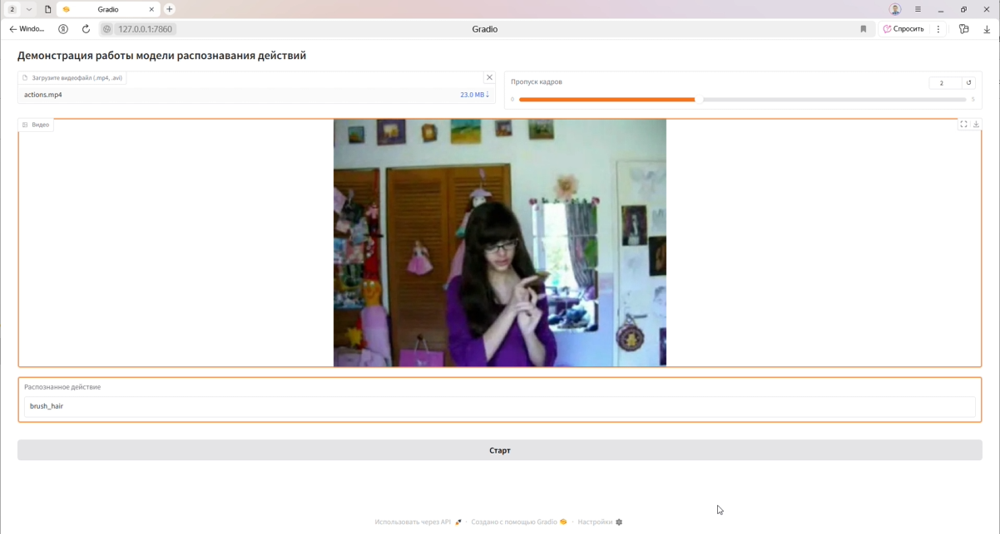 2
Gradio
Windo...
127.0.0.1:7860
Gradio
Спросить
Демонстрация работы модели распознавания действий
Загрузите видеофайл (.mp4, .avi)
actions.mp4
23.0 MB ↓
Пропуск кадров
2
0
5
Видео
Распознанное действие
brush_hair
Старт
Использовать через API · Создано с помощью Gradio · Настройки